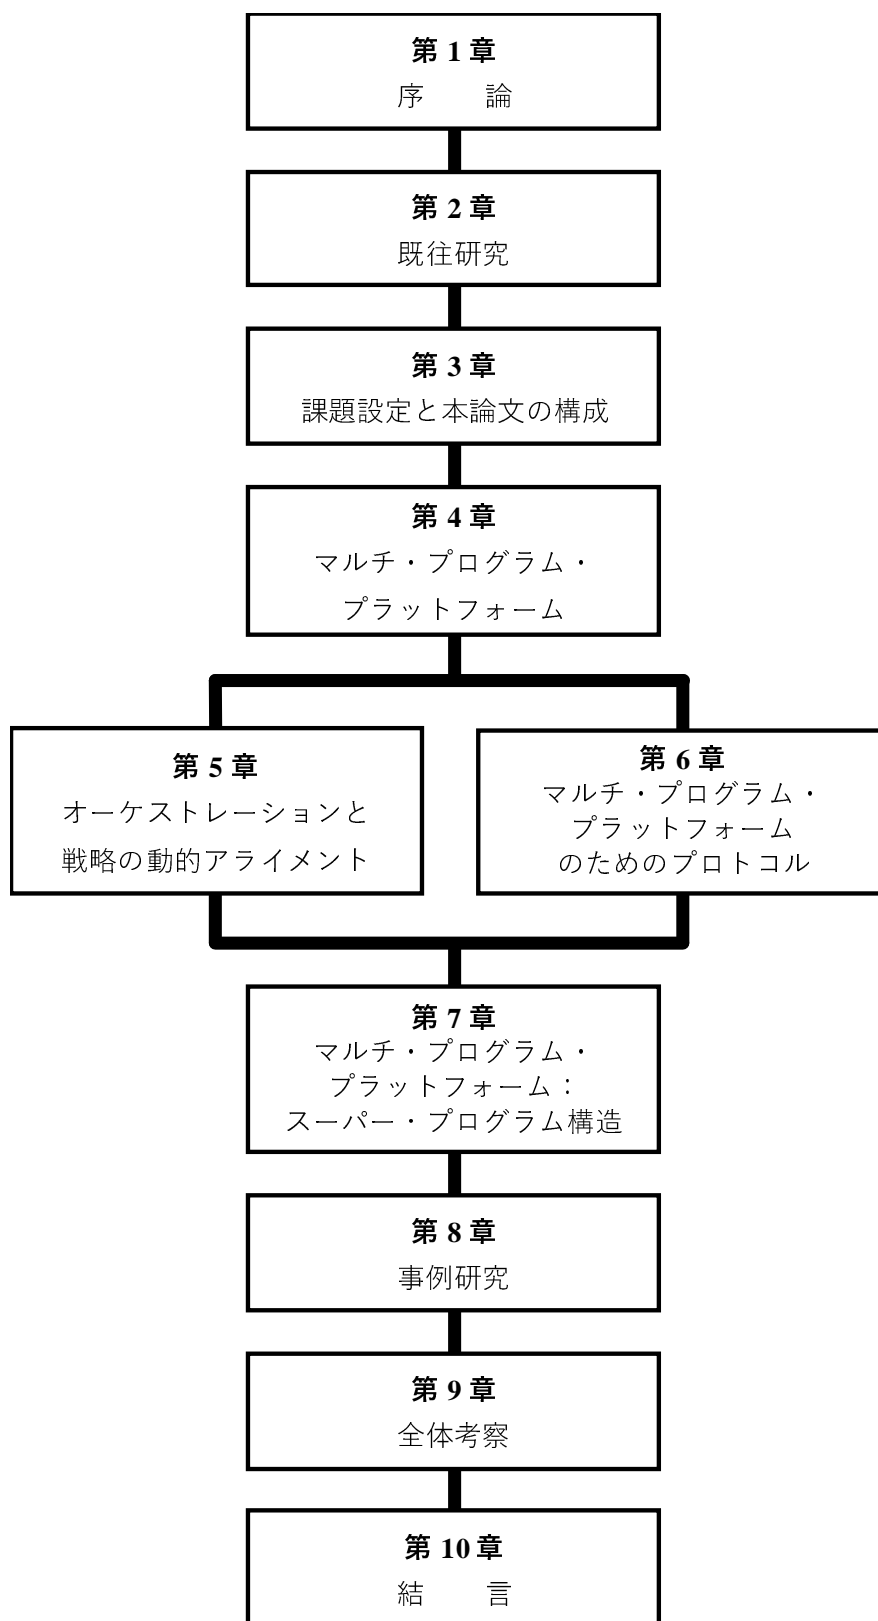 第 1 章
序　　論
第 2 章
既往研究
第 3 章
課題設定と本論文の構成
第 4 章
マルチ・プログラム・
プラットフォーム
第 5 章
オーケストレーションと
戦略の動的アライメント
第 6 章
マルチ・プログラム・
プラットフォーム
のためのプロトコル
第 7 章
マルチ・プログラム・
プラットフォーム：
スーパー・プログラム構造
第 8 章
事例研究
第 9 章
全体考察
第 10 章
結　　言